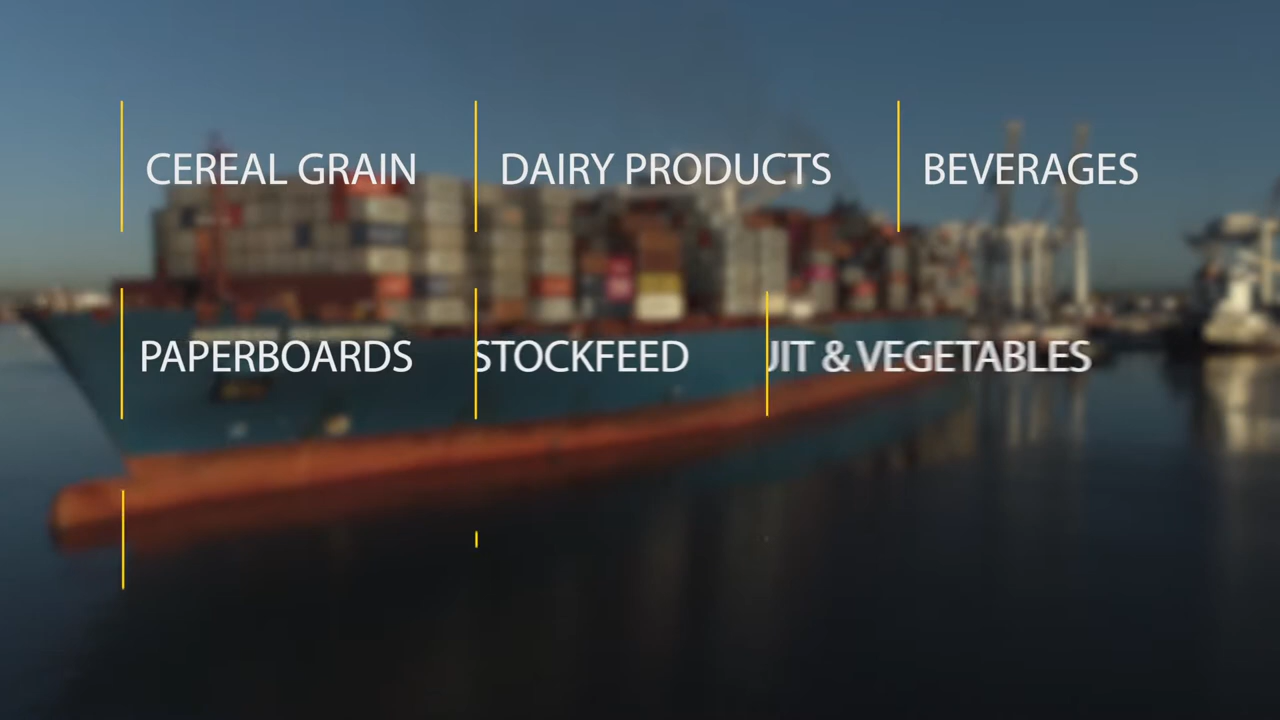 CEREAL GRAIN
DAIRY PRODUCTS
BEVERAGES
PAPERBOARDS
STOCKFEED
UIT & VEGETABLES